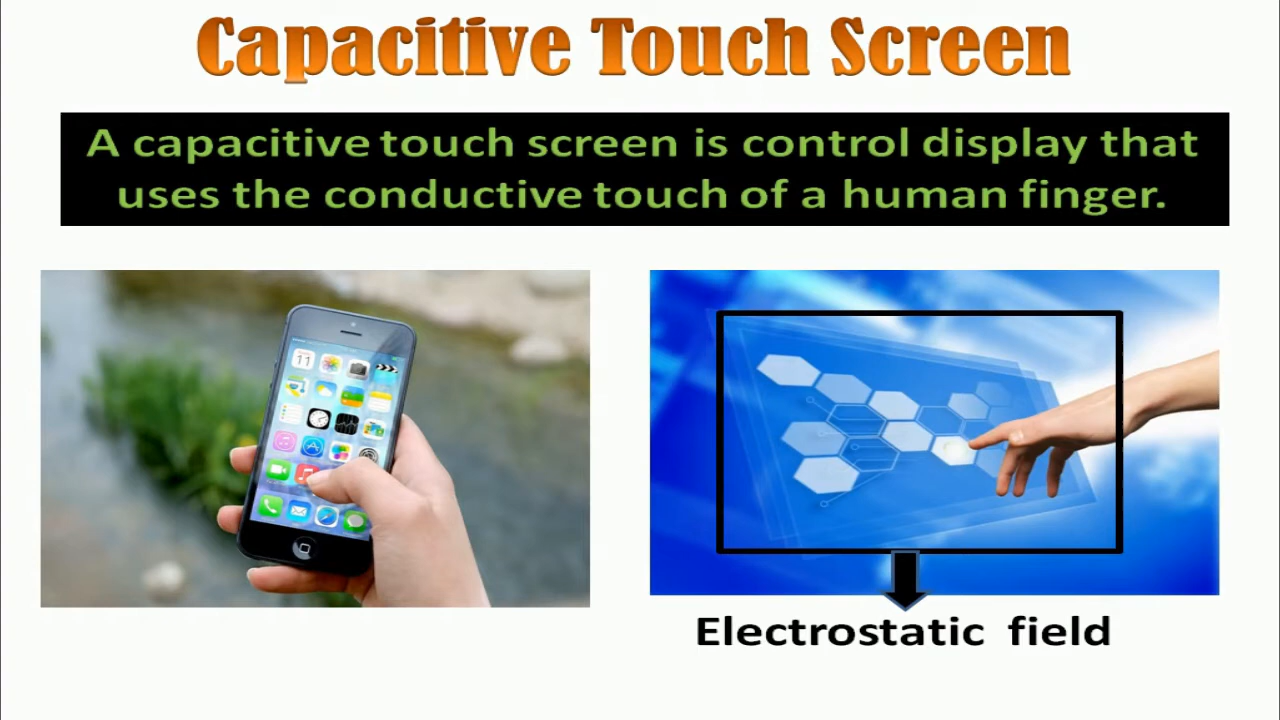 Capacitive Touch Screen
A capacitive touch screen is control display that
uses the conductive touch of a human finger.
11
Electrostatic field